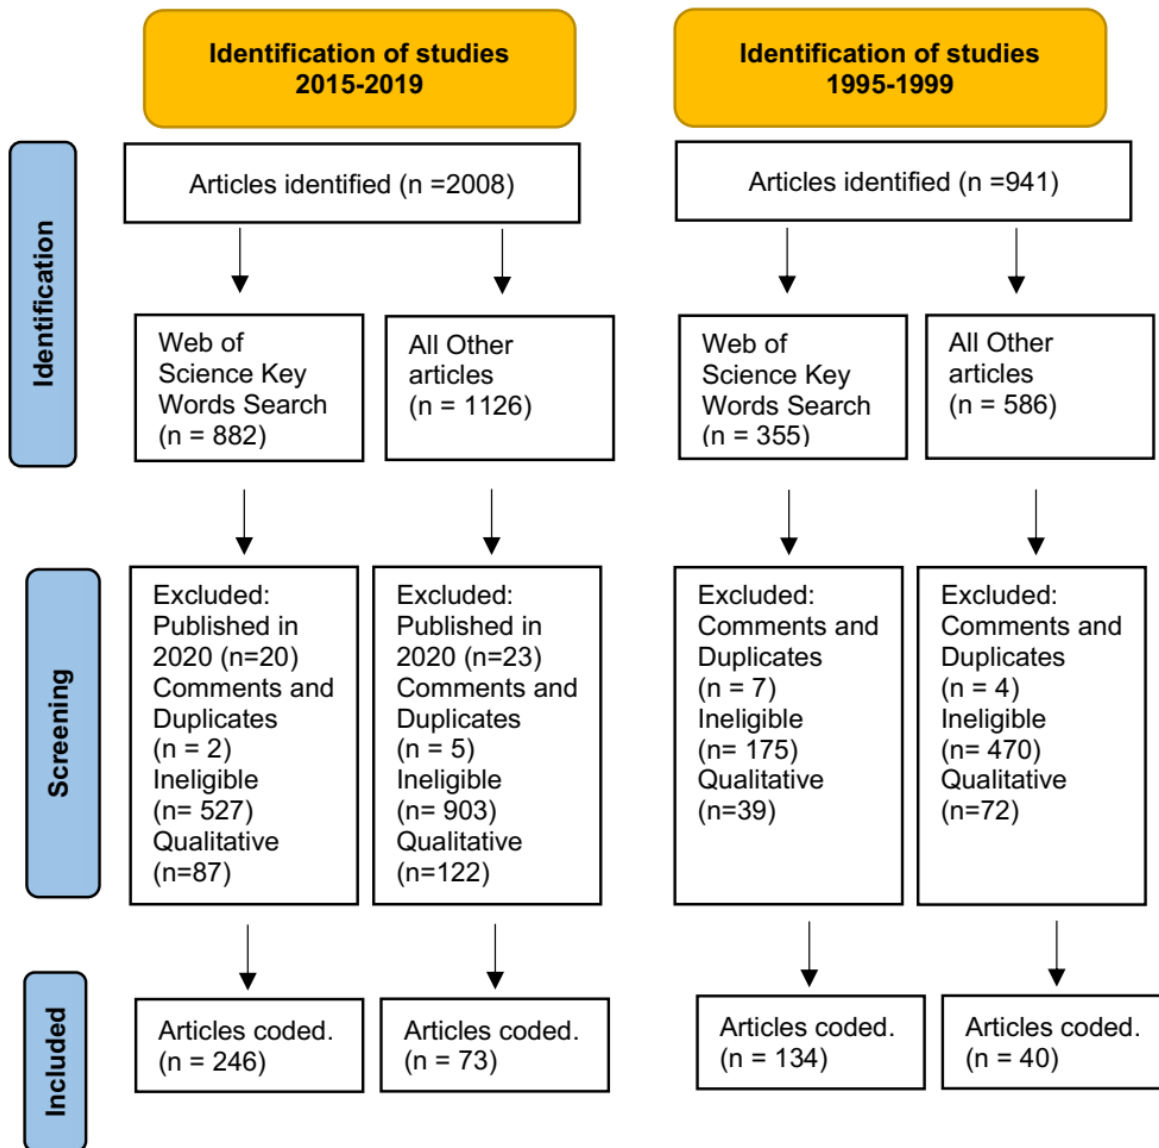 Identification of studies
2015-2019
Identification of studies
1995-1999
Identification
Articles identified (n =2008)
Articles identified (n =941)
Web of
Science Key
Words Search
(n = 882)
All Other
articles
(n = 1126)
Web of
Science Key
Words Search
(n = 355)
All Other
articles
(n = 586)
Screening
Excluded:
Published in
2020 (n=20)
Comments and
Duplicates
(n = 2)
Ineligible
(n= 527)
Qualitative
(n=87)
Excluded:
Published in
2020 (n=23)
Comments and
Duplicates
(n = 5)
Ineligible
(n= 903)
Qualitative
(n=122)
Excluded:
Comments and
Duplicates
(n = 7)
Ineligible
(n= 175)
Qualitative
(n=39)
Excluded:
Comments and
Duplicates
(n = 4)
Ineligible
(n= 470)
Qualitative
(n=72)
Included
Articles coded.
(n = 246)
Articles coded.
(n = 73)
Articles coded.
(n = 134)
Articles coded.
(n = 40)